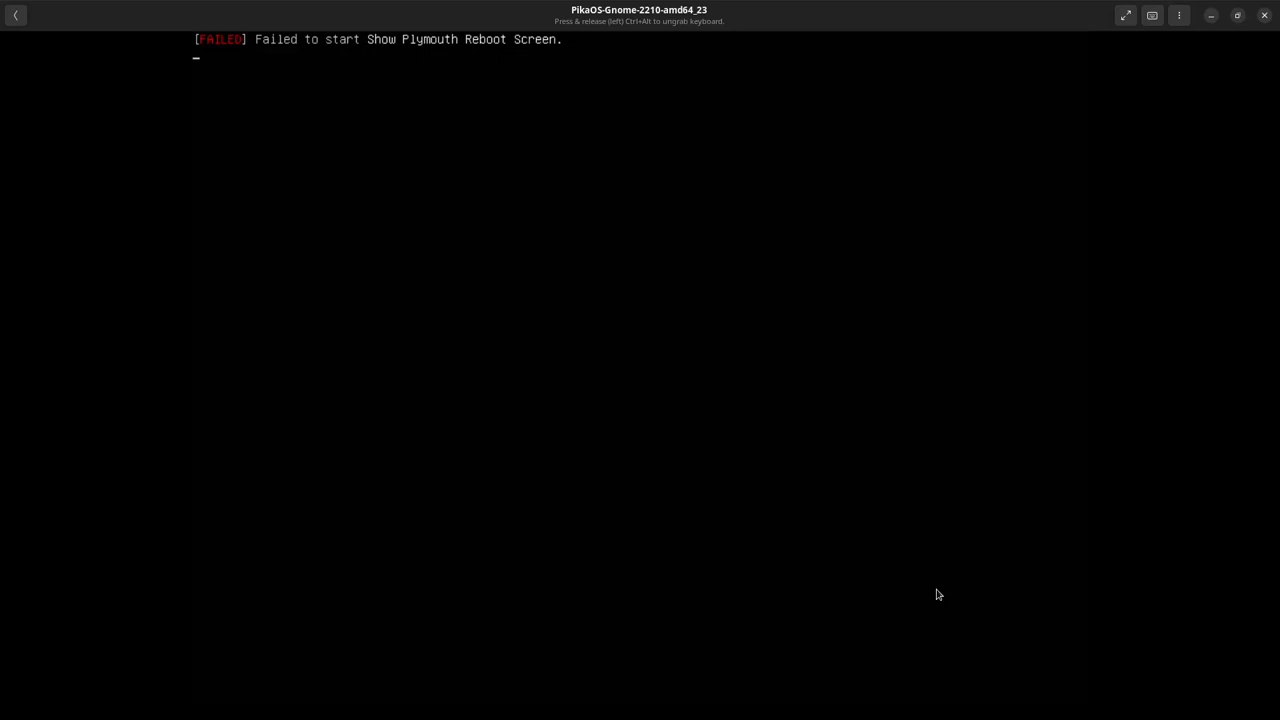 PikaOS-Gnome-2210-amd64_23
Press & release (left) Ctrl+Alt to ungrab keyboard.
[FAILED] Failed to start Show Plymouth Reboot Screen.